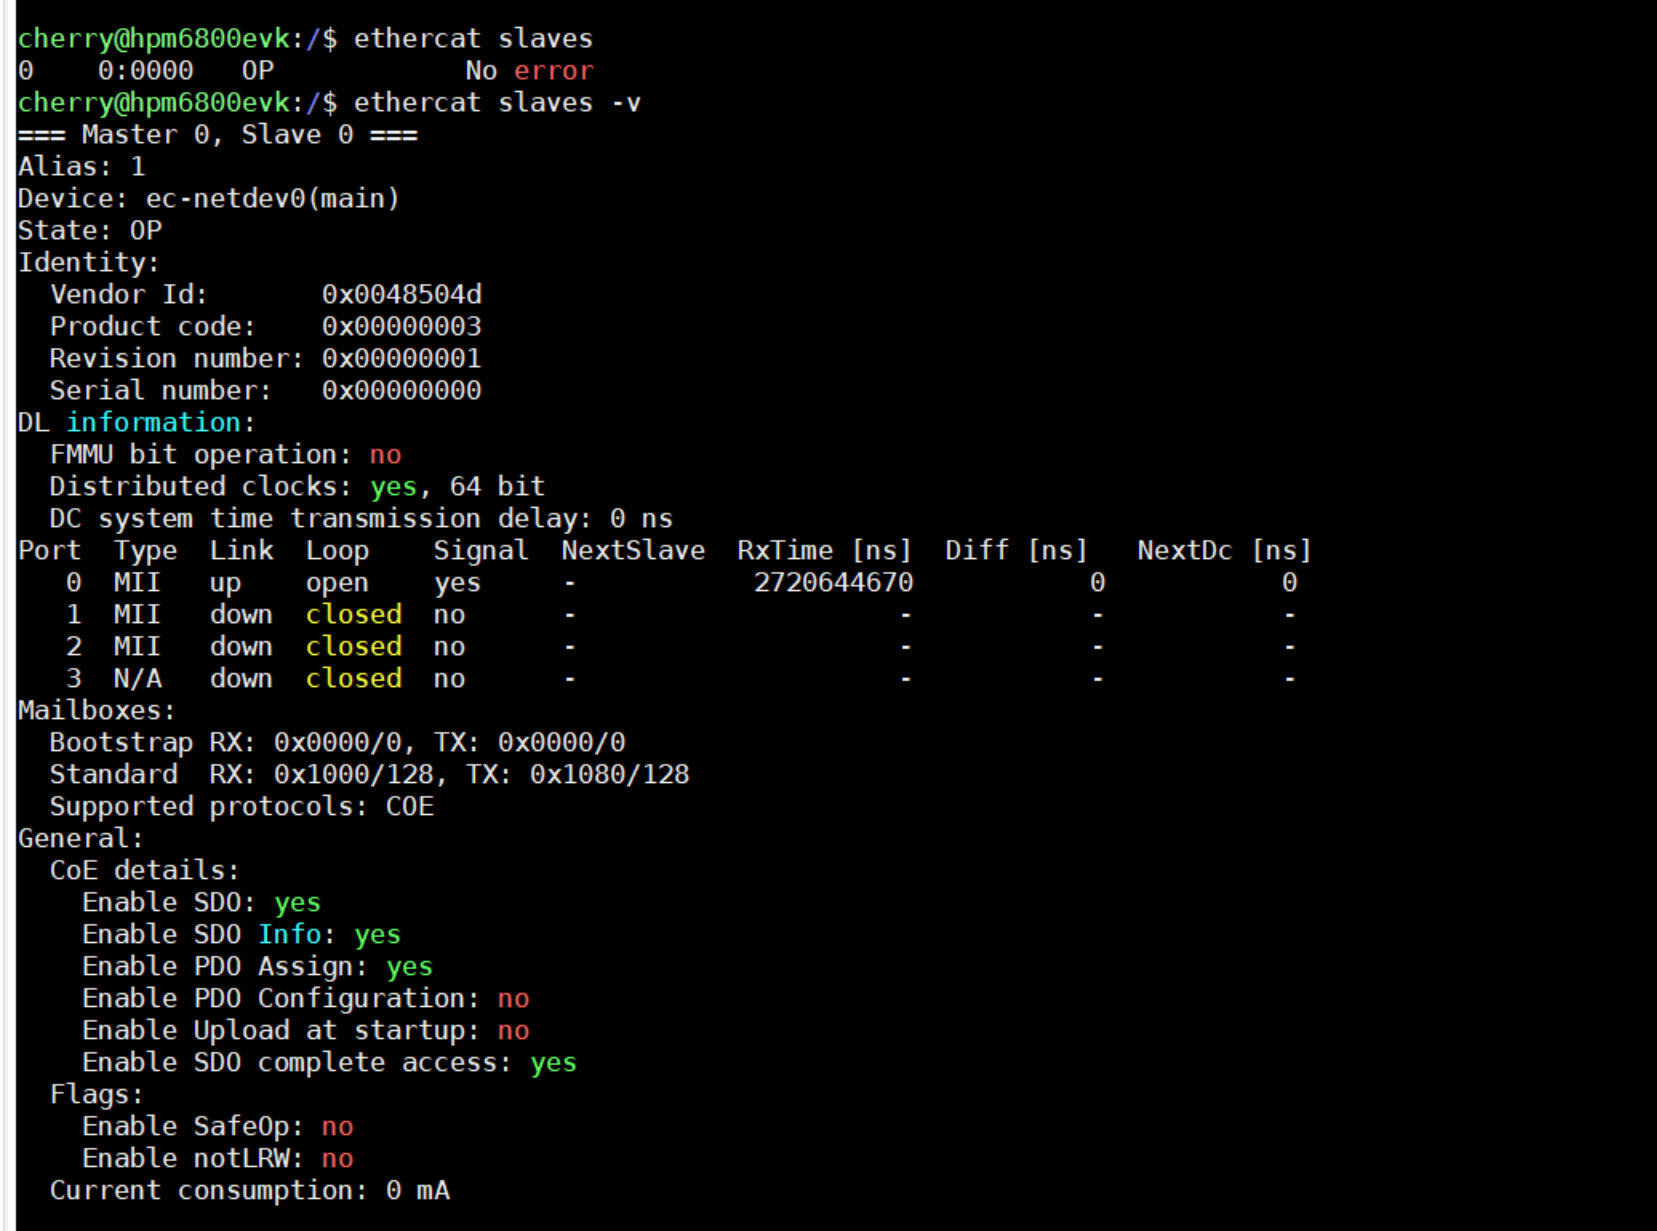 cherry@hpm6800evk:/$ ethercat slaves
0    0:0000   OP            No error
cherry@hpm6800evk:/$ ethercat slaves -v
=== Master 0, Slave 0 ===
Alias: 1
Device: ec-netdev0(main)
State: OP
Identity:
  Vendor Id:       0x0048504d
  Product code:    0x00000003
  Revision number: 0x00000001
  Serial number:   0x00000000
DL information:
  FMMU bit operation: no
  Distributed clocks: yes, 64 bit
  DC system time transmission delay: 0 ns
Port  Type  Link  Loop    Signal  NextSlave  RxTime [ns]  Diff [ns]   NextDc [ns]
   0  MII   up    open    yes     -           2720644670           0           0
   1  MII   down  closed  no      -                    -           -           -
   2  MII   down  closed  no      -                    -           -           -
   3  N/A   down  closed  no      -                    -           -           -
Mailboxes:
  Bootstrap RX: 0x0000/0, TX: 0x0000/0
  Standard  RX: 0x1000/128, TX: 0x1080/128
  Supported protocols: COE
General:
  CoE details:
    Enable SDO: yes
    Enable SDO Info: yes
    Enable PDO Assign: yes
    Enable PDO Configuration: no
    Enable Upload at startup: no
    Enable SDO complete access: yes
  Flags:
    Enable SafeOp: no
    Enable notLRW: no
  Current consumption: 0 mA